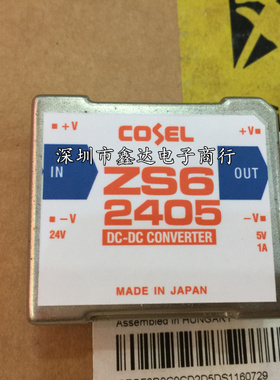 COSEL
+V
+V
深圳市鑫达电子商行
IN
ZS6
OUT
-V
2405
-V
24V
DC-DC CONVERTER
5V
1A
MADE IN JAPAN
Assembled in HUNGARY